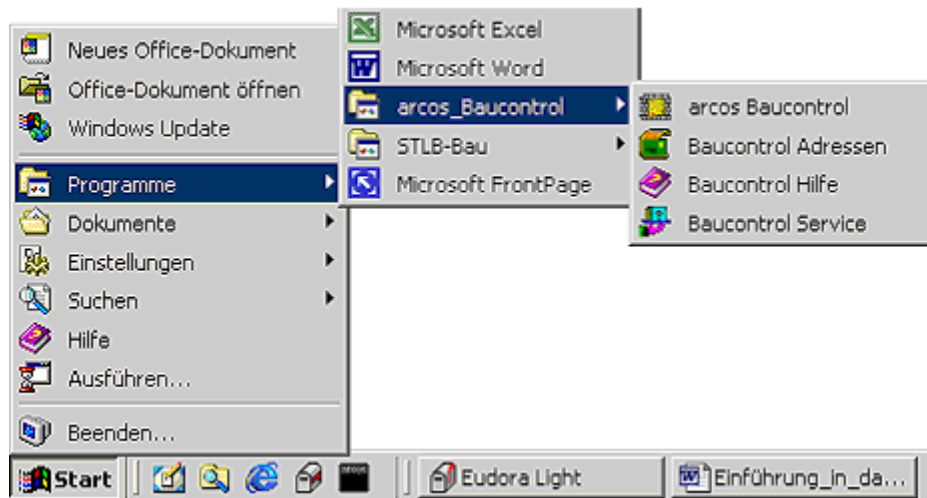 Neues Office-Dokument
Office-Dokument öffnen
Windows Update
Programme
Dokumente
Einstellungen
Suchen
Hilfe
Ausführen...
Beenden...
Microsoft Excel
Microsoft Word
arcos_Baucontrol
STLB-Bau
Microsoft FrontPage
arcos Baucontrol
Baucontrol Adressen
Baucontrol Hilfe
Baucontrol Service
Start
Eudora Light
Einführung_in_da...